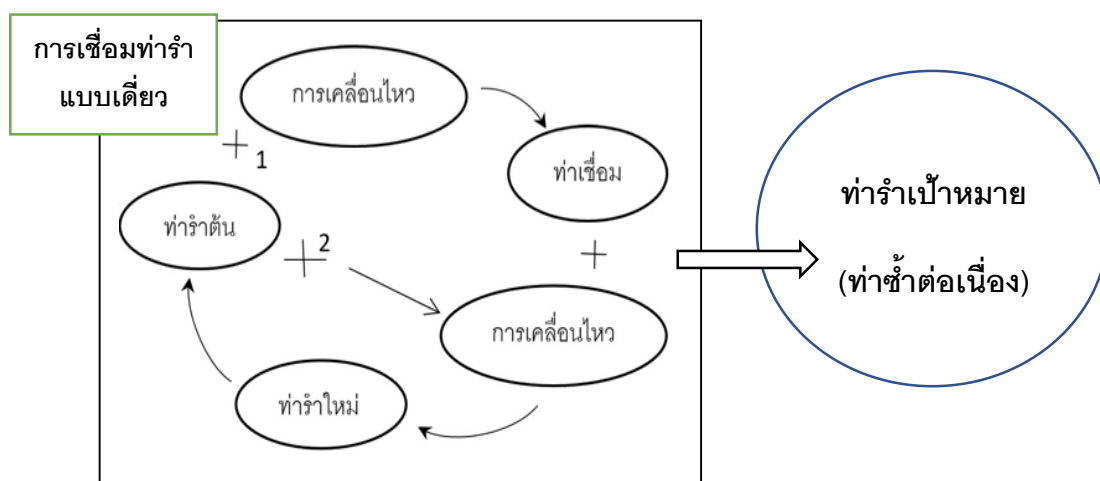 การเชื่อมท่ารำ
แบบเดี่ยว
การเคลื่อนไหว
+1
ท่าเชื่อม
ท่ารำต้น
+2
+
การเคลื่อนไหว
ท่ารำใหม่
ท่ารำเป้าหมาย
(ท่าซ้ำต่อเนื่อง)